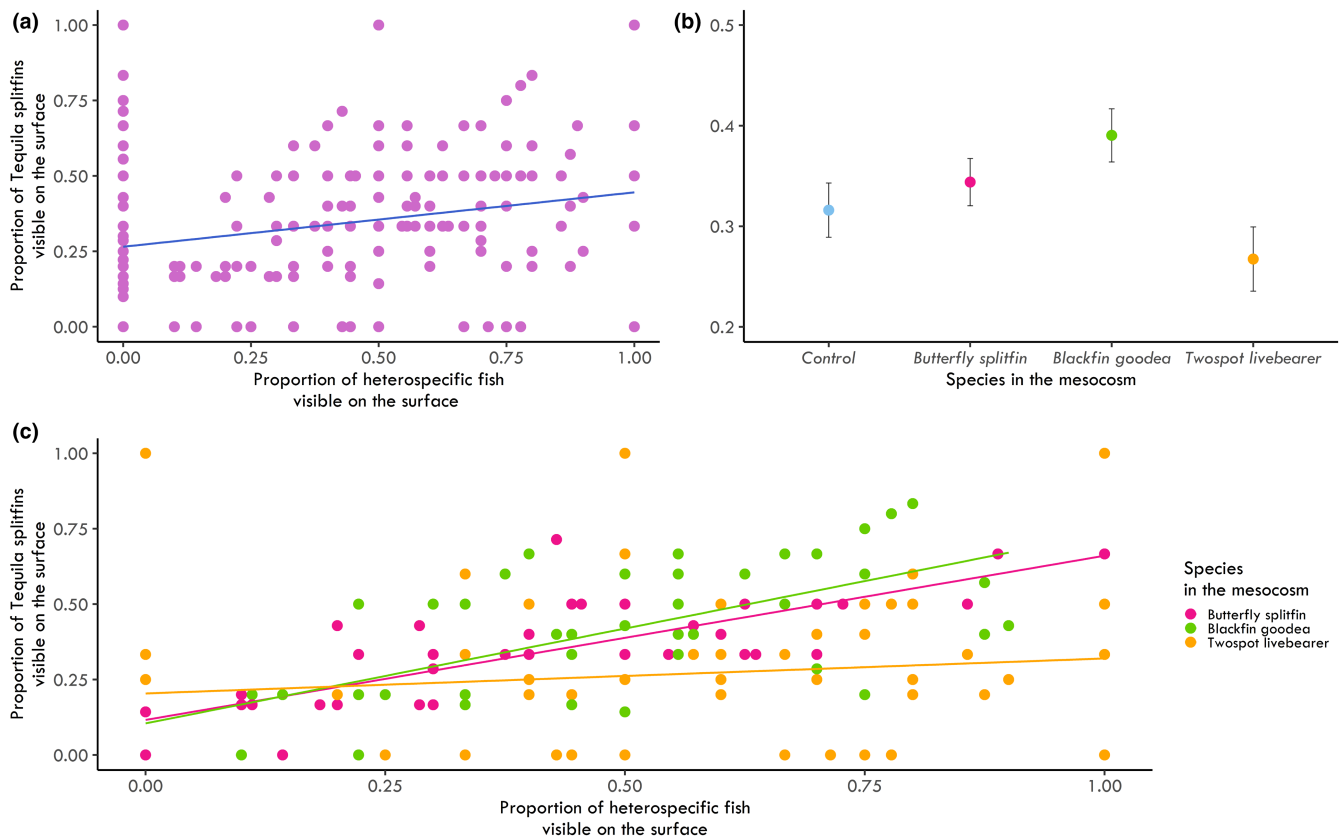 (a)
Proportion of Tequila splitfins
visible on the surface
1.00
0.75
0.50
0.25
0.00
0.00 0.25 0.50 0.75 1.00
Proportion of heterospecific fish
visible on the surface
(b)
0.5
0.4
0.3
0.2
Control Butterfly splitfin Blackfin goodea Twospot livebearer
Species in the mesocosm
(c)
Proportion of Tequila splitfins
visible on the surface
1.00
0.75
0.50
0.25
0.00
0.00 0.25 0.50 0.75 1.00
Proportion of heterospecific fish
visible on the surface
Species
in the mesocosm
Butterfly splitfin
Blackfin goodea
Twospot livebearer